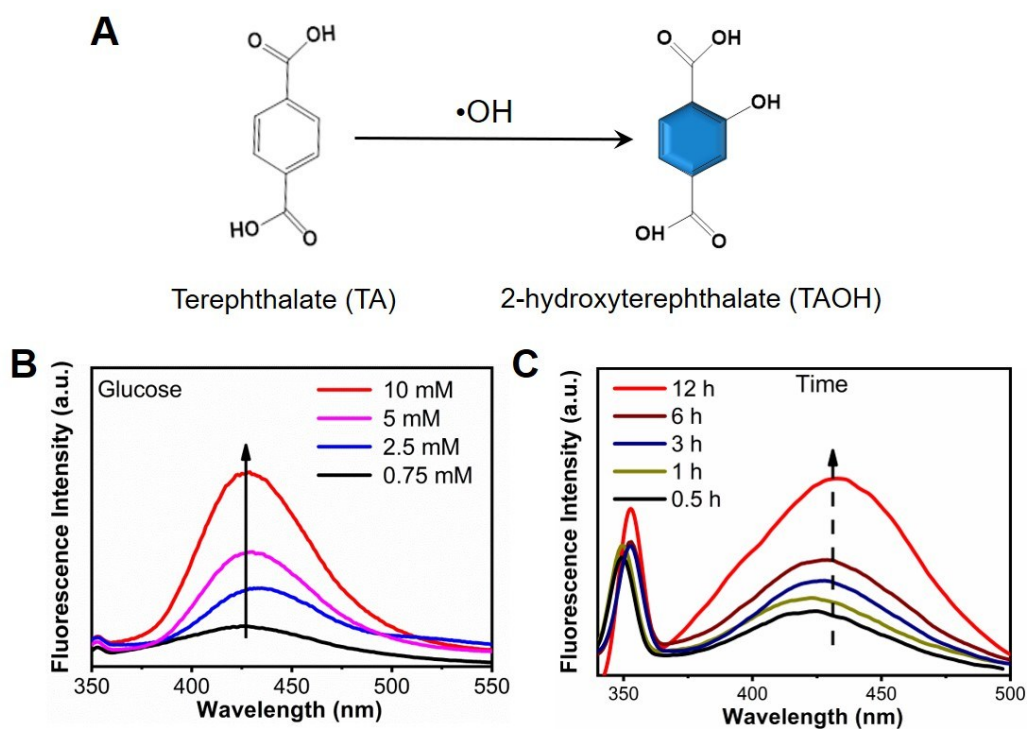 A
O
OH
HO
O
Terephthalate (TA)
•OH
O
OH
OH
OH
O
2-hydroxyterephthalate (TAOH)
B
Glucose
10 mM
5 mM
2.5 mM
0.75 mM
Fluorescence Intensity (a.u.)
350
400
450
500
550
Wavelength (nm)
C
Time
12 h
6 h
3 h
1 h
0.5 h
Fluorescence Intensity (a.u.)
350
400
450
500
Wavelength (nm)